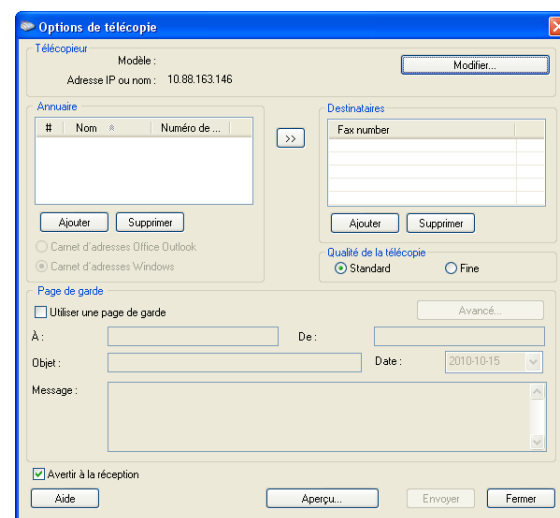 Options de télécopie
Télécopieur
Modèle :
Modifier...
Adresse IP ou nom : 10.88.163.146
Annuaire
# Nom Numéro de ...
>>
Destinataires
Fax number
Ajouter Supprimer
Ajouter Supprimer
Carnet d'adresses Office Outlook
Carnet d'adresses Windows
Qualité de la télécopie
Standard Fine
Page de garde
Utiliser une page de garde
Avancé...
À : De :
Objet : Date : 2010-10-15
Message :
Avertir à la réception
Aide Aperçu... Envoyer Fermer